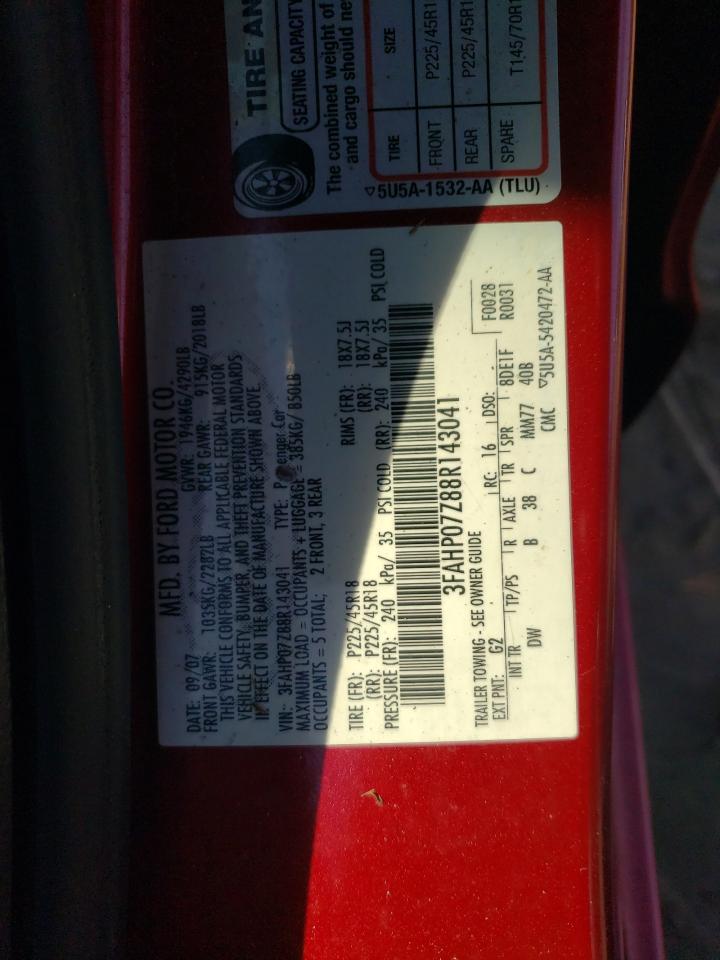 MFD. BY FORD MOTOR CO.
DATE: 09/07 GVWR: 1946KG/4290LB
FRONT GAWR: 1035KG/2282LB REAR GAWR: 915KG/2018LB
THIS VEHICLE CONFORMS TO ALL APPLICABLE FEDERAL MOTOR
VEHICLE SAFETY, BUMPER, AND THEFT PREVENTION STANDARDS
IN EFFECT ON THE DATE OF MANUFACTURE SHOWN ABOVE.
VIN: 3FAHP07Z88R143041 TYPE: P enger Car
MAXIMUM LOAD = OCCUPANTS + LUGGAGE = 385KG/ 850LB
OCCUPANTS = 5 TOTAL; 2 FRONT, 3 REAR
TIRE (FR): P225/45R18 RIMS (FR): 18X7.5J
(RR): P225/45R18 (RR): 18X7.5J
PRESSURE (FR): 240 kPa/ 35 PSI COLD (RR): 240 kPa/ 35 PSI COLD
3FAHP07Z88R143041
TRAILER TOWING - SEE OWNER GUIDE F0028
EXT PNT: G2 RC: 16 DSO: R0031
INT TR TP/PS R AXLE TR SPR 8DE1F
DW B 38 C MM77 40B
CMC ▽5U5A-5420472-AA
TIRE AN
SEATING CAPACITY
The combined weight of
and cargo should ne
TIRE SIZE
FRONT P225/45R1
REAR P225/45R1
SPARE T145/70R1
▽5U5A-1532-AA (TLU)